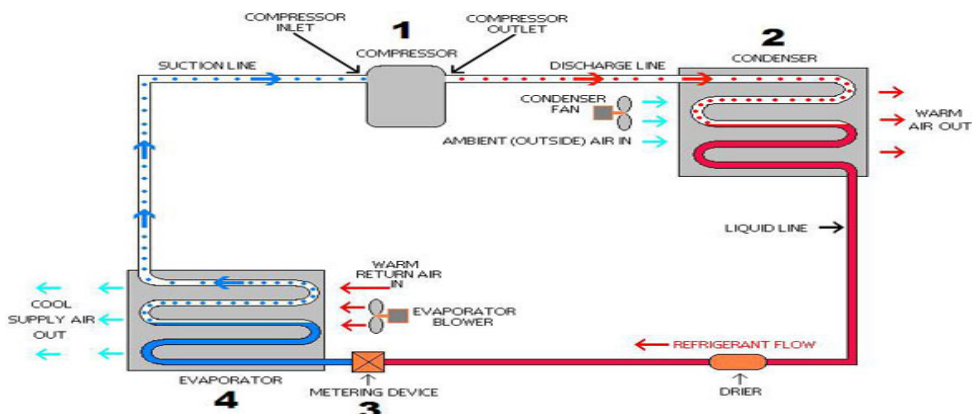 COMPRESSOR
INLET
1
COMPRESSOR
COMPRESSOR
OUTLET
2
CONDENSER
SUCTION LINE
DISCHARGE LINE
CONDENSER
FAN
AMBIENT (OUTSIDE) AIR IN
WARM
AIR OUT
LIQUID LINE
WARM
RETURN AIR
IN
COOL
SUPPLY AIR
OUT
EVAPORATOR
BLOWER
REFRIGERANT FLOW
EVAPORATOR
4
METERING DEVICE
3
DRIER